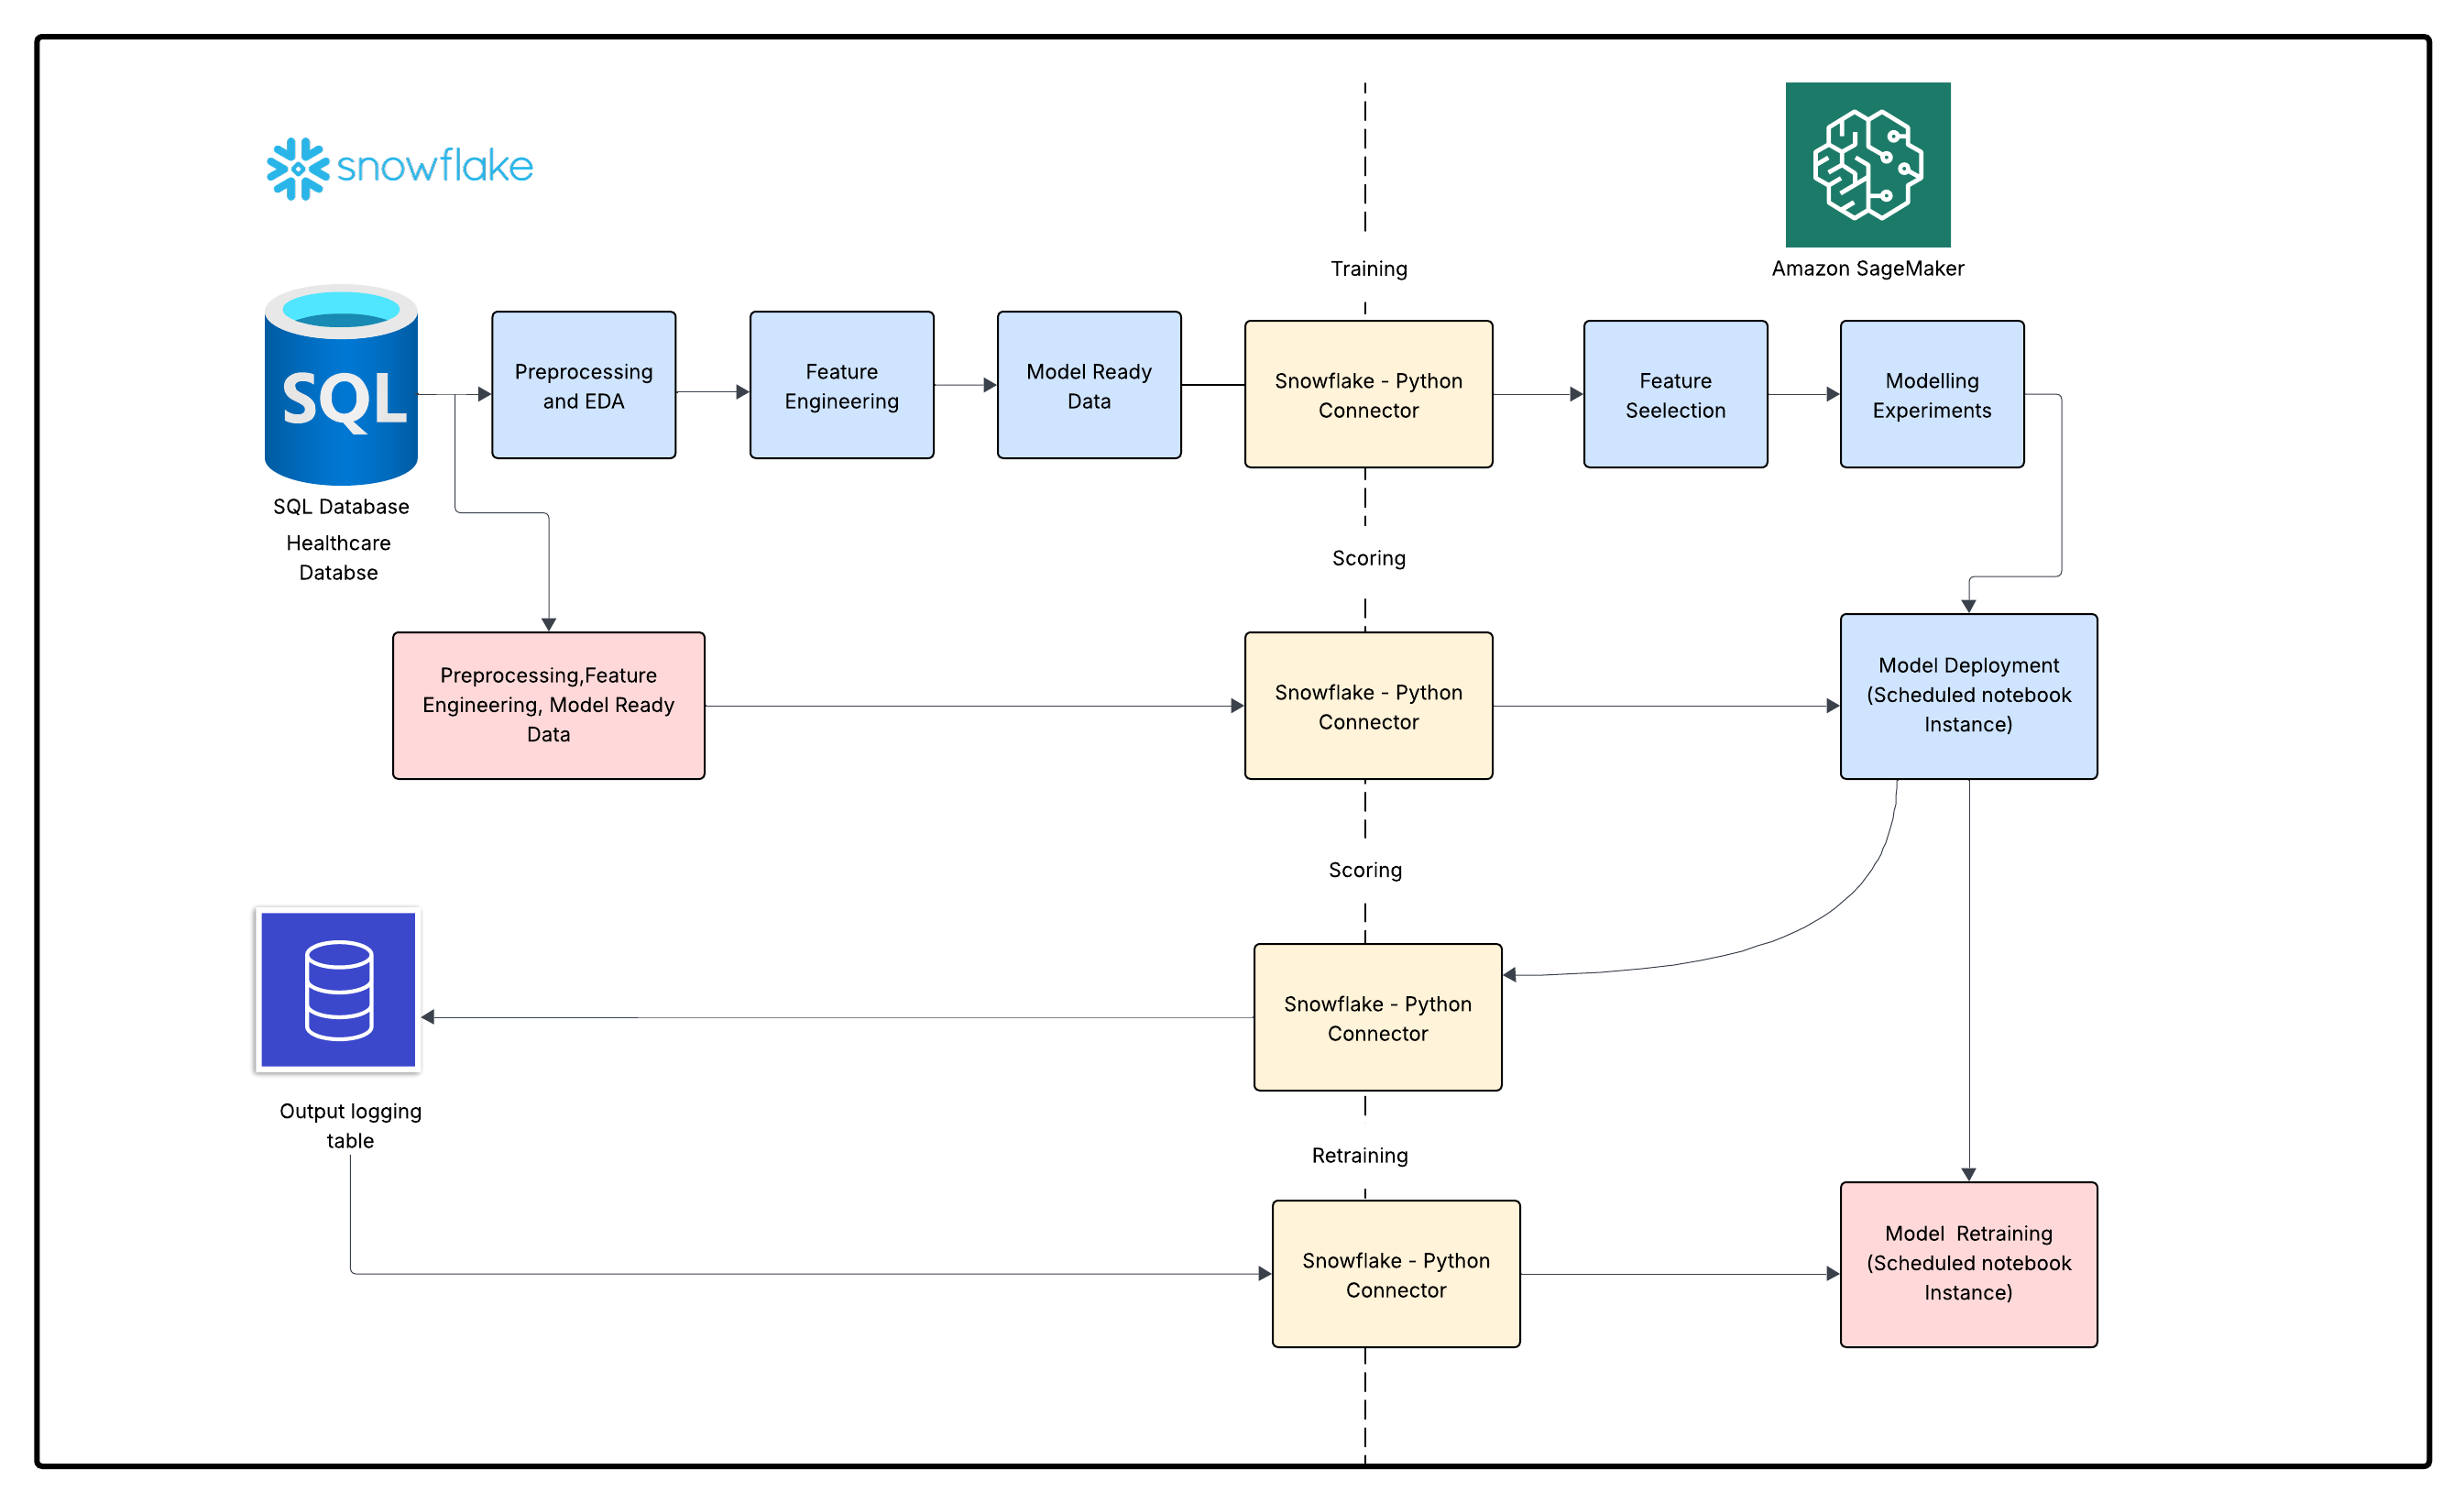 snowflake
Training
Amazon SageMaker
SQL
SQL Database
Healthcare
Databse
Preprocessing
and EDA
Feature
Engineering
Model Ready
Data
Snowflake - Python
Connector
Feature
Seelection
Modelling
Experiments
Scoring
Preprocessing,Feature
Engineering, Model Ready
Data
Snowflake - Python
Connector
Model Deployment
(Scheduled notebook
Instance)
Scoring
Snowflake - Python
Connector
Output logging
table
Retraining
Snowflake - Python
Connector
Model  Retraining
(Scheduled notebook
Instance)